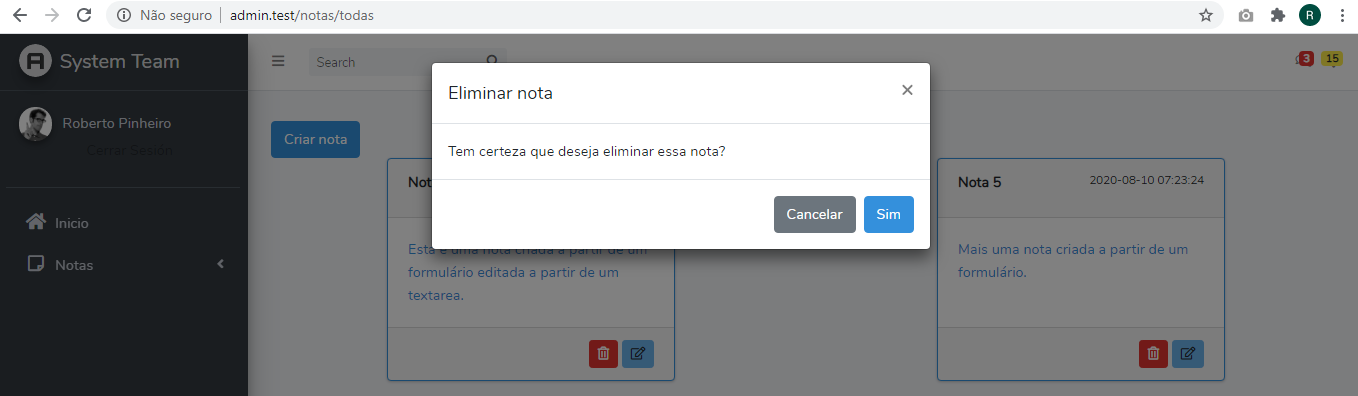 Não seguro | admin.test/notas/todas
R
System Team
Search
3
15
Eliminar nota
×
Roberto Pinheiro
Cerrar Sesión
Criar nota
Tem certeza que deseja eliminar essa nota?
Cancelar
Sim
Nota 5
2020-08-10 07:23:24
Inicio
Notas
Esta é uma nota criada a partir de um
formulário editada a partir de um
textarea.
Mais uma nota criada a partir de um
formulário.